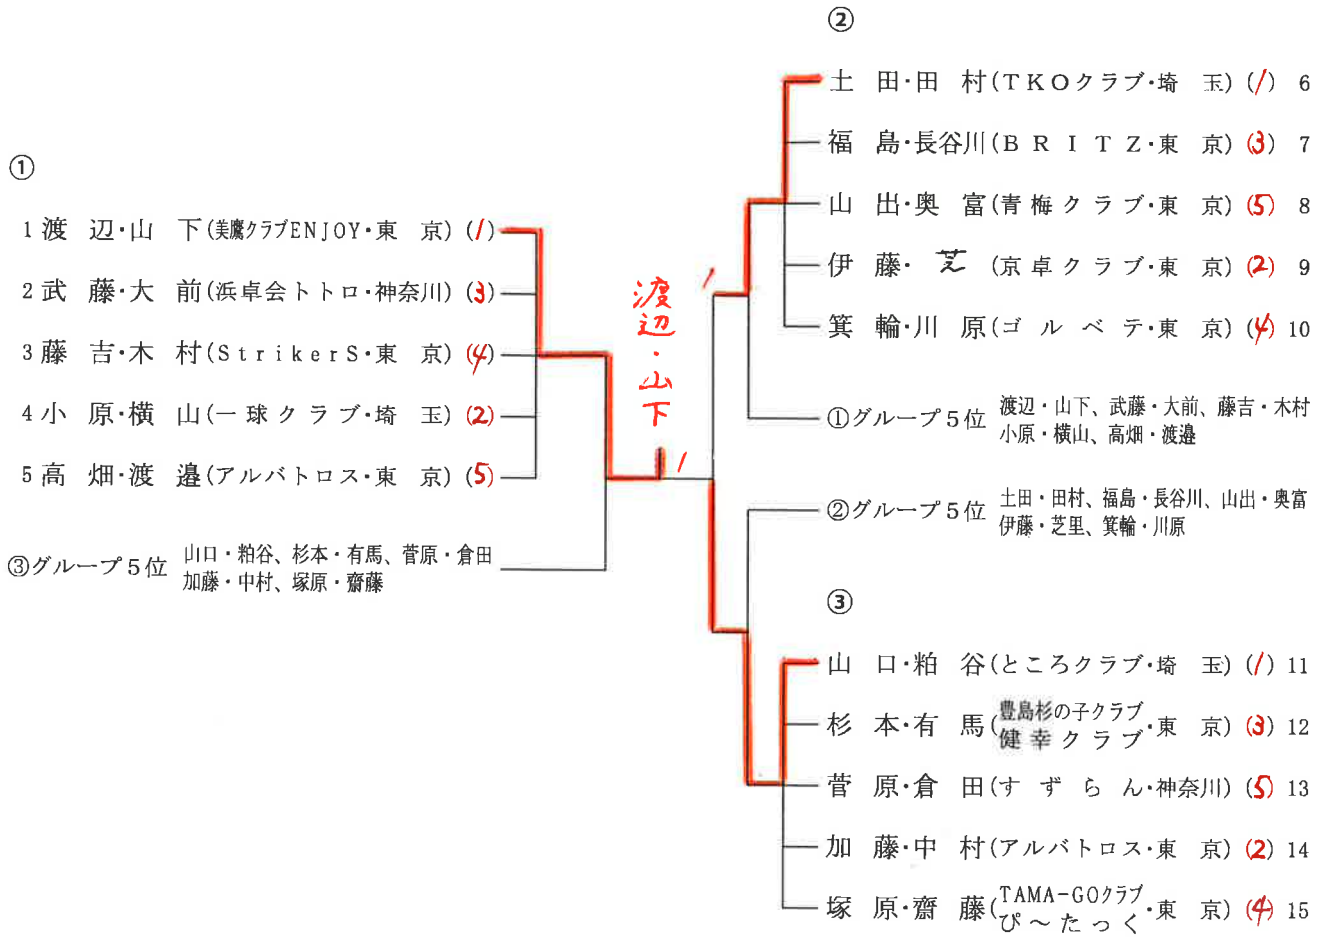 ①
1 渡辺・山下(美鷹クラブENJOY・東京) (1)
2 武藤・大前(浜卓会トトロ・神奈川) (3)
3 藤吉・木村(StrikerS・東京) (4)
4 小原・横山(一球クラブ・埼玉) (2)
5 高畑・渡邉(アルバトロス・東京) (5)
③グループ5位 山口・粕谷、杉本・有馬、菅原・倉田
加藤・中村、塚原・齋藤
渡辺・山下
1
1
②
土田・田村(TKOクラブ・埼玉) (1) 6
福島・長谷川(BRITZ・東京) (3) 7
山出・奥富(青梅クラブ・東京) (5) 8
伊藤・芝(京卓クラブ・東京) (2) 9
箕輪・川原(ゴルベテ・東京) (4) 10
①グループ5位 渡辺・山下、武藤・大前、藤吉・木村
小原・横山、高畑・渡邉
②グループ5位 土田・田村、福島・長谷川、山出・奥富
伊藤・芝里、箕輪・川原
③
山口・粕谷(ところクラブ・埼玉) (1) 11
杉本・有馬(豊島杉の子クラブ
健幸クラブ・東京) (3) 12
菅原・倉田(すずらん・神奈川) (5) 13
加藤・中村(アルバトロス・東京) (2) 14
塚原・齋藤(TAMA-GOクラブ
ぴ〜たっく・東京) (4) 15